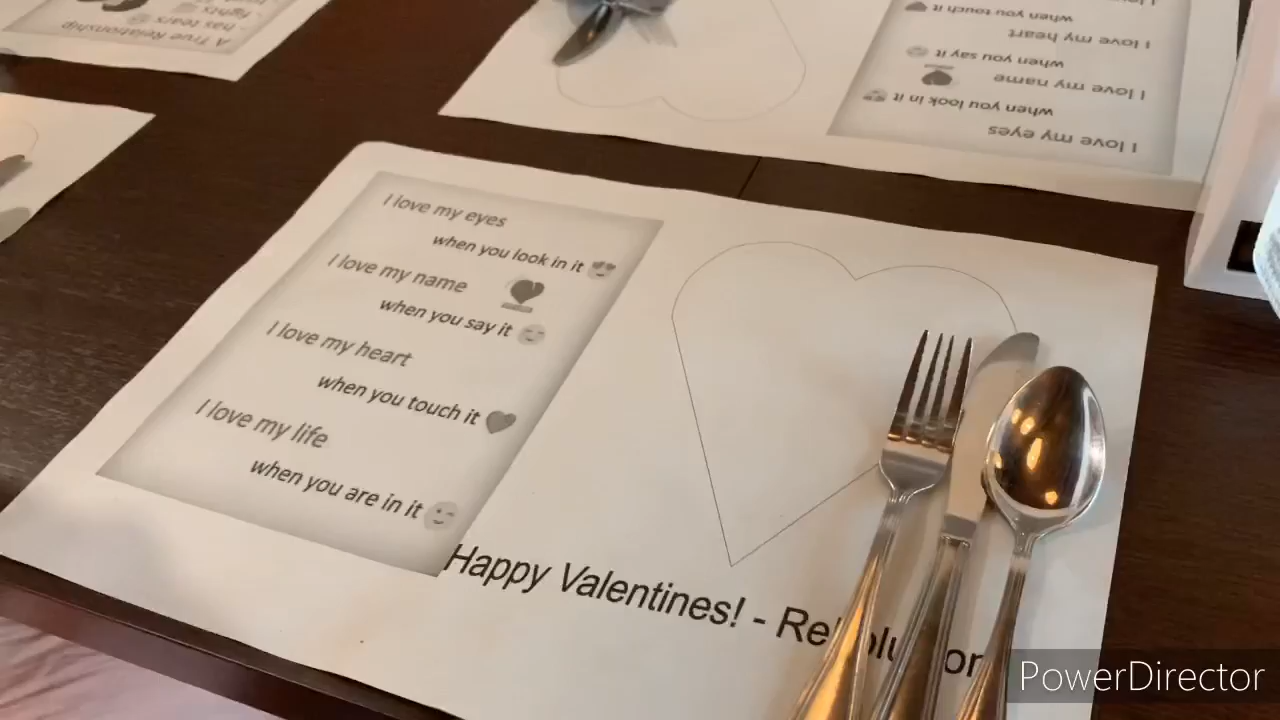 A True Relationship
- has tears
- fights
I love my eyes
when you look in it
I love my name
when you say it
I love my heart
when you touch it
I love my eyes
when you look in it
I love my name
when you say it
I love my heart
when you touch it
I love my life
when you are in it
Happy Valentines! -
PowerDirector